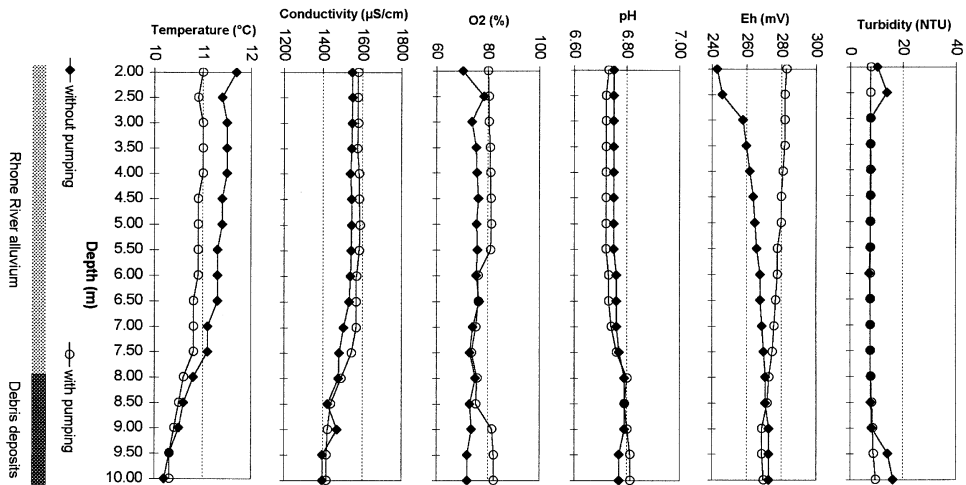 Temperature (°C)
10 11 12
Conductivity (µS/cm)
1200 1400 1600 1800
O2 (%)
60 80 100
pH
6.60 6.80 7.00
Eh (mV)
240 260 280 300
Turbidity (NTU)
0 20 40
without pumping
with pumping
Rhone River alluvium
Debris deposits
Depth (m)
2.00
2.50
3.00
3.50
4.00
4.50
5.00
5.50
6.00
6.50
7.00
7.50
8.00
8.50
9.00
9.50
10.00